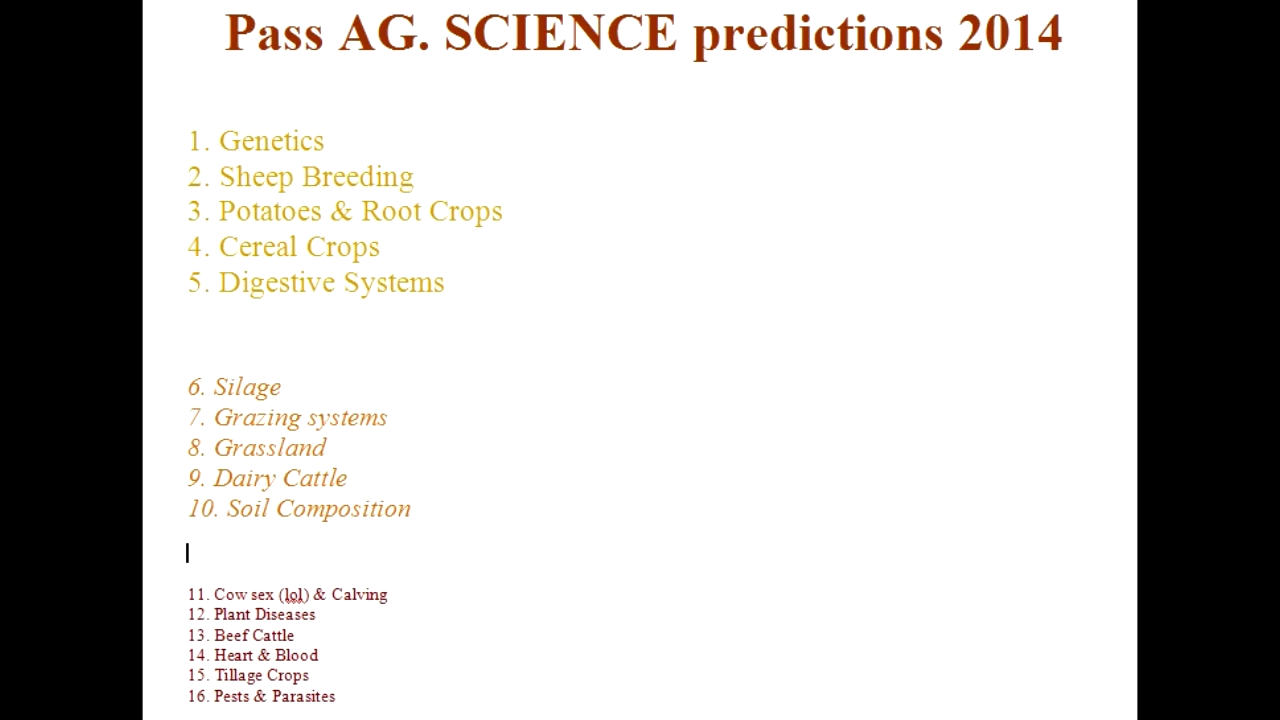 Pass AG. SCIENCE predictions 2014
1. Genetics
2. Sheep Breeding
3. Potatoes & Root Crops
4. Cereal Crops
5. Digestive Systems
6. Silage
7. Grazing systems
8. Grassland
9. Dairy Cattle
10. Soil Composition
11. Cow sex (lol) & Calving
12. Plant Diseases
13. Beef Cattle
14. Heart & Blood
15. Tillage Crops
16. Pests & Parasites